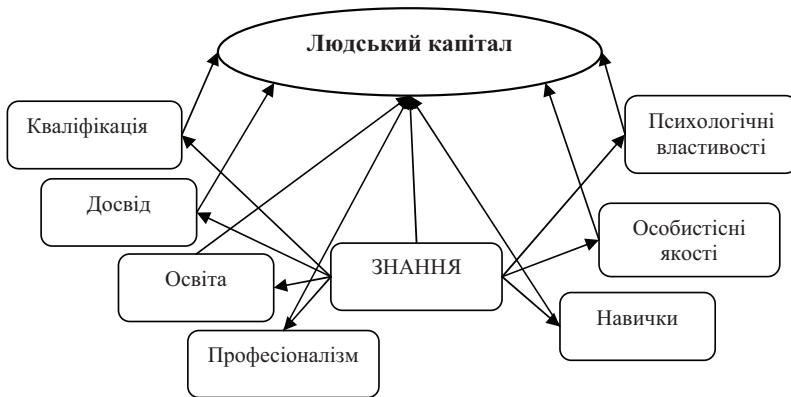 Людський капітал
Кваліфікація
Психологічні
властивості
Досвід
Особистісні
якості
Освіта
ЗНАННЯ
Навички
Професіоналізм